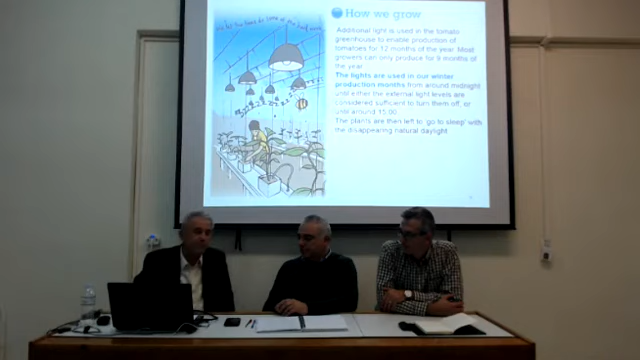 How we grow
Additional light is used in the tomato
greenhouse to enable production of
tomatoes for 12 months of the year. Most
growers can only produce for 9 months of
the year.
The lights are used in our winter
production months from around midnight
until either the external light levels are
considered sufficient to turn them off, or
until around 15:00.
The plants are then left to 'go to sleep' with
the disappearing natural daylight